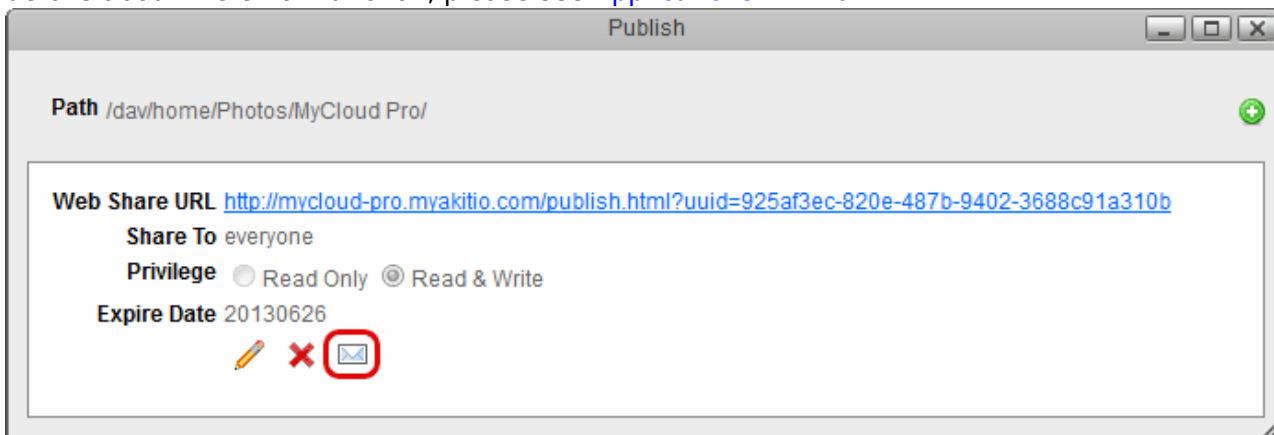 Publish
Path /dav/home/Photos/MyCloud Pro/
Web Share URL http://mycloud-pro.myakitio.com/publish.html?uuid=925af3ec-820e-487b-9402-3688c91a310b
Share To everyone
Privilege Read Only Read & Write
Expire Date 20130626